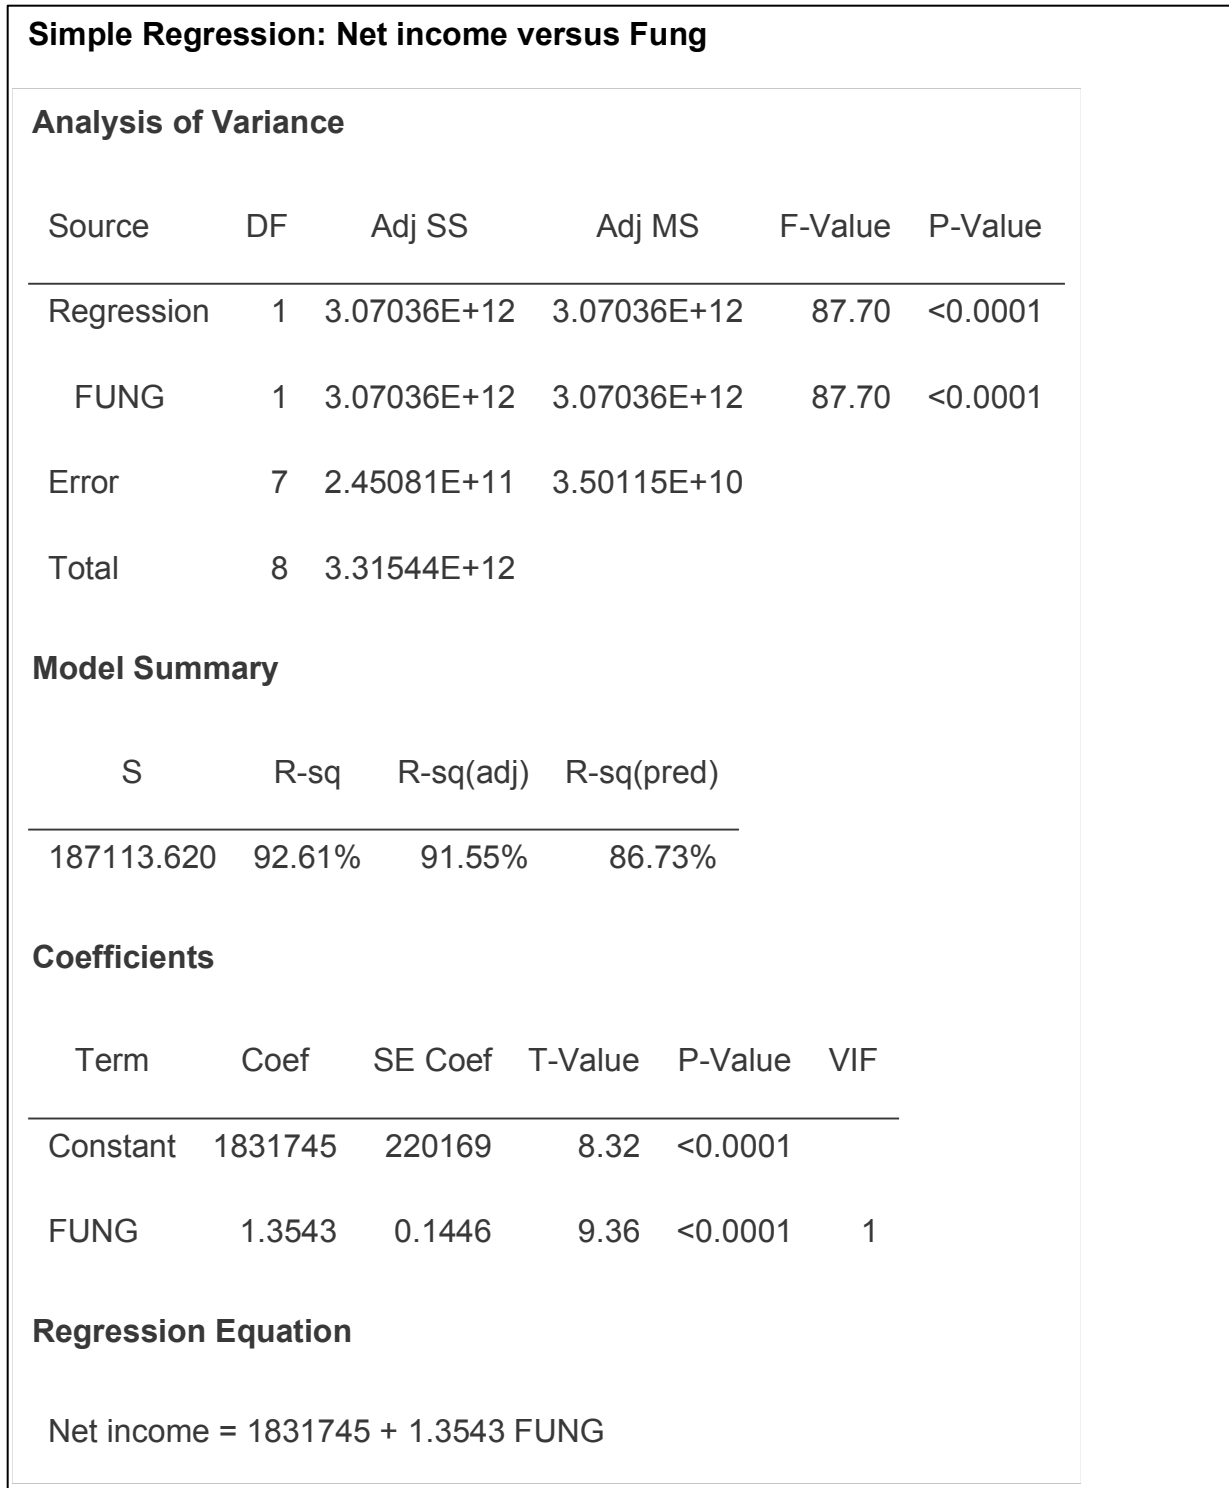 Simple Regression: Net income versus Fung
Analysis of Variance
Source DF Adj SS Adj MS F-Value P-Value
Regression 1 3.07036E+12 3.07036E+12 87.70 <0.0001
FUNG 1 3.07036E+12 3.07036E+12 87.70 <0.0001
Error 7 2.45081E+11 3.50115E+10
Total 8 3.31544E+12
Model Summary
S R-sq R-sq(adj) R-sq(pred)
187113.620 92.61% 91.55% 86.73%
Coefficients
Term Coef SE Coef T-Value P-Value VIF
Constant 1831745 220169 8.32 <0.0001
FUNG 1.3543 0.1446 9.36 <0.0001 1
Regression Equation
Net income = 1831745 + 1.3543 FUNG